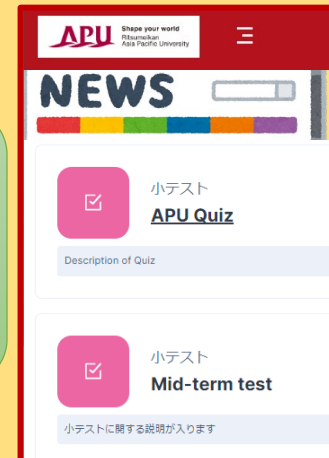 APU
Shape your world
Ritsumeikan
Asia Pacific University
NEWS
小テスト
APU Quiz
Description of Quiz
小テスト
Mid-term test
小テストに関する説明が入ります